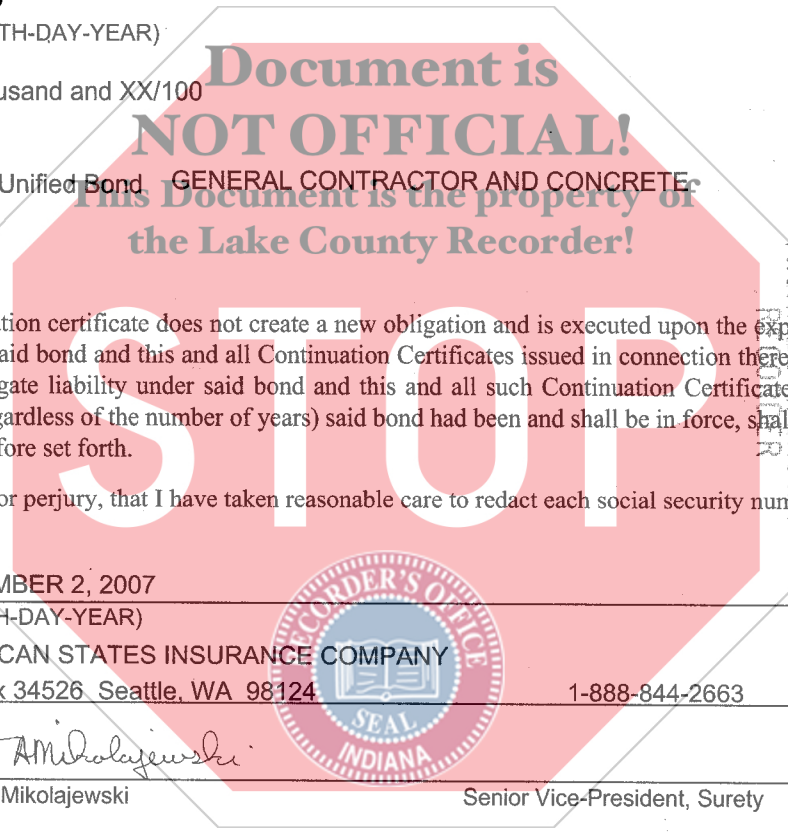 TH-DAY-YEAR)
Document is
usand and XX/100
NOT OFFICIAL!
Unified Bond GENERAL CONTRACTOR AND CONCRETE
This Document is the property of
the Lake County Recorder!
tion certificate does not create a new obligation and is executed upon the exp
aid bond and this and all Continuation Certificates issued in connection there
gate liability under said bond and this and all such Continuation Certificate
gardless of the number of years) said bond had been and shall be in force, shal
fore set forth.
STOP
or perjury, that I have taken reasonable care to redact each social security num
MBER 2, 2007
H-DAY-YEAR)
CAN STATES INSURANCE COMPANY
x 34526 Seattle, WA 98124 1-888-844-2663
RECORDER'S OFFICE
SEAL
INDIANA
AMikolajewski
Mikolajewski Senior Vice-President, Surety